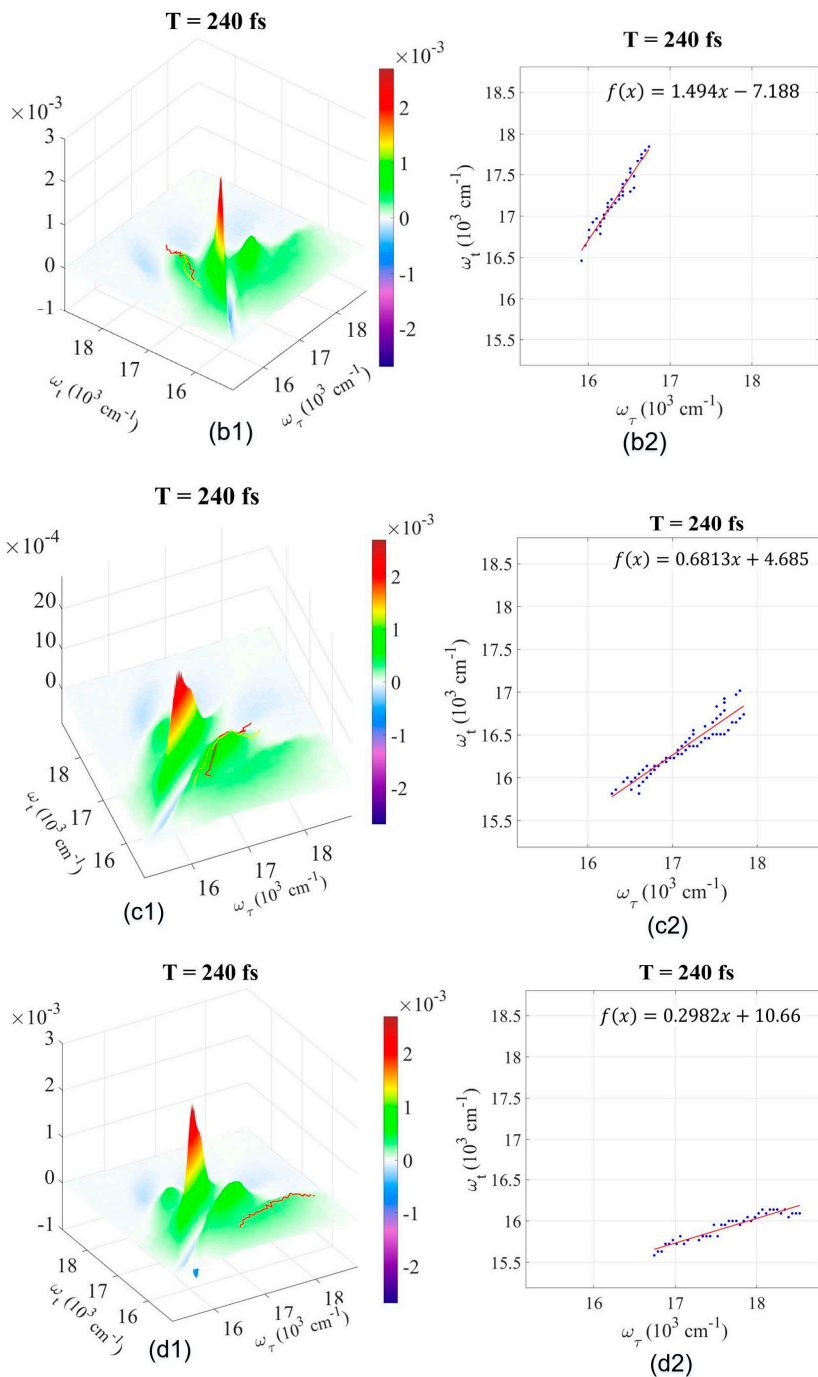 T = 240 fs
×10⁻³
×10⁻³
3
2
1
0
-1
2
1
0
-1
-2
18
17
16
16
17
18
ω_t (10³ cm⁻¹)
ω_τ (10³ cm⁻¹)
(b1)
T = 240 fs
f(x) = 1.494x − 7.188
18.5
18
17.5
17
16.5
16
15.5
ω_t (10³ cm⁻¹)
16 17 18
ω_τ (10³ cm⁻¹)
(b2)
T = 240 fs
×10⁻⁴
×10⁻³
20
10
0
2
1
0
-1
-2
18
17
16
16
17
18
ω_t (10³ cm⁻¹)
ω_τ (10³ cm⁻¹)
(c1)
T = 240 fs
f(x) = 0.6813x + 4.685
18.5
18
17.5
17
16.5
16
15.5
ω_t (10³ cm⁻¹)
16 17 18
ω_τ (10³ cm⁻¹)
(c2)
T = 240 fs
×10⁻³
×10⁻³
3
2
1
0
-1
2
1
0
-1
-2
18
17
16
16
17
18
ω_t (10³ cm⁻¹)
ω_τ (10³ cm⁻¹)
(d1)
T = 240 fs
f(x) = 0.2982x + 10.66
18.5
18
17.5
17
16.5
16
15.5
ω_t (10³ cm⁻¹)
16 17 18
ω_τ (10³ cm⁻¹)
(d2)